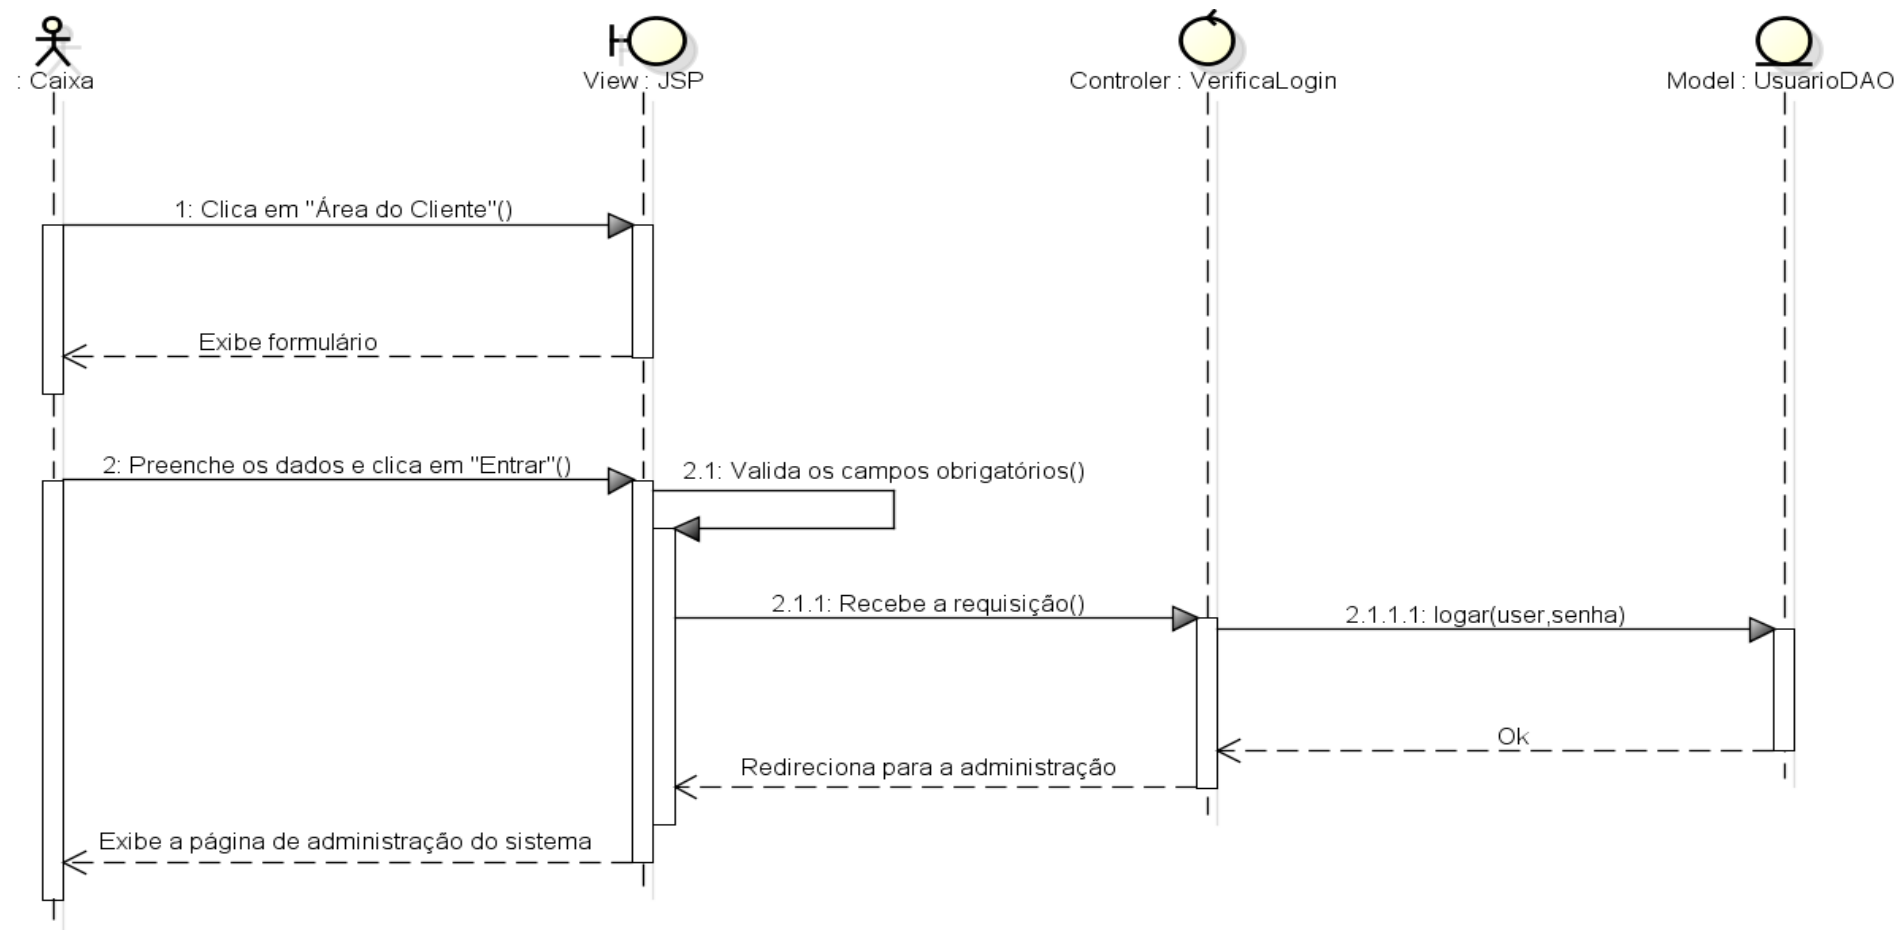 : Caixa
View : JSP
Controler : VerificaLogin
Model : UsuarioDAO
1: Clica em "Área do Cliente"()
Exibe formulário
2: Preenche os dados e clica em "Entrar"()
2.1: Valida os campos obrigatórios()
2.1.1: Recebe a requisição()
2.1.1.1: logar(user,senha)
Ok
Redireciona para a administração
Exibe a página de administração do sistema